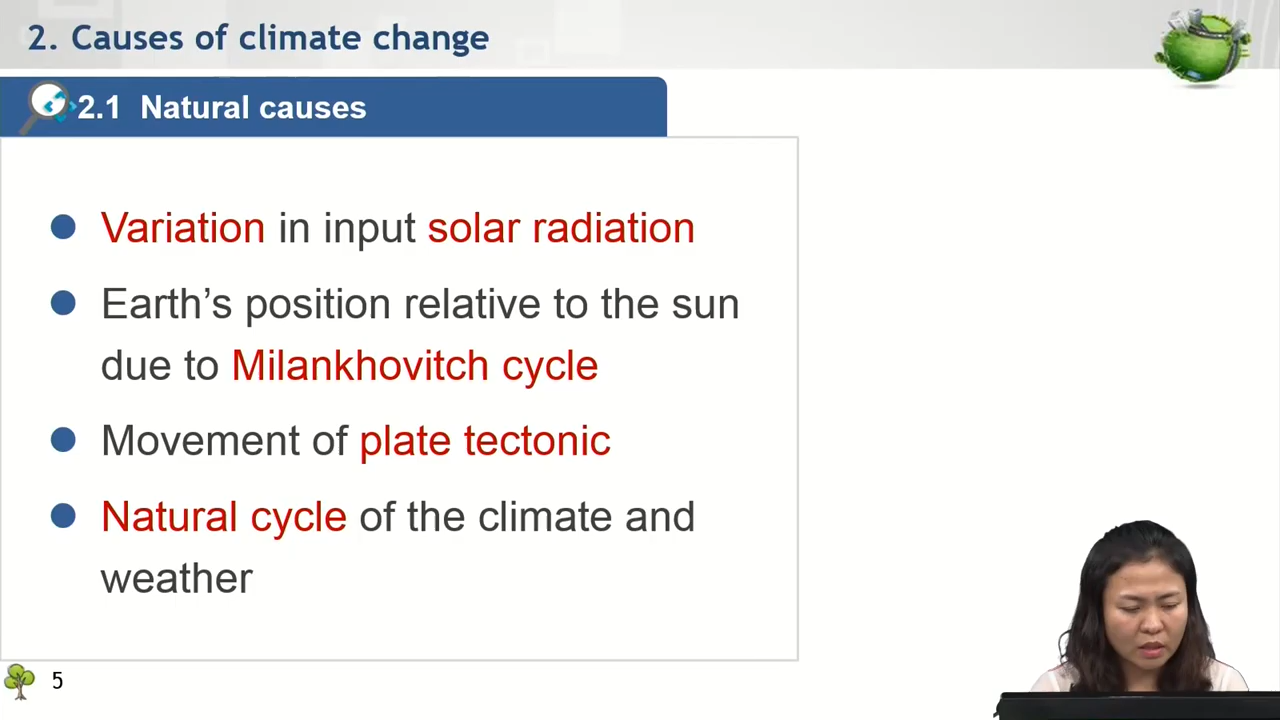 2. Causes of climate change
2.1 Natural causes
Variation in input solar radiation
Earth’s position relative to the sun
due to Milankhovitch cycle
Movement of plate tectonic
Natural cycle of the climate and
weather
5